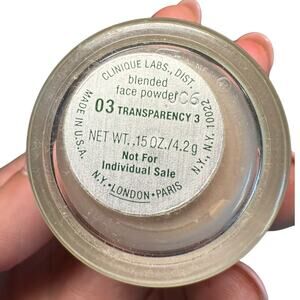 CLINIQUE LABS., DIST.
blended
face powder
03 TRANSPARENCY 3
NET WT. .15 OZ./4.2 g
Not For
Individual Sale
N.Y.•LONDON•PARIS
MADE IN U.S.A.
N.Y., N.Y. 10022